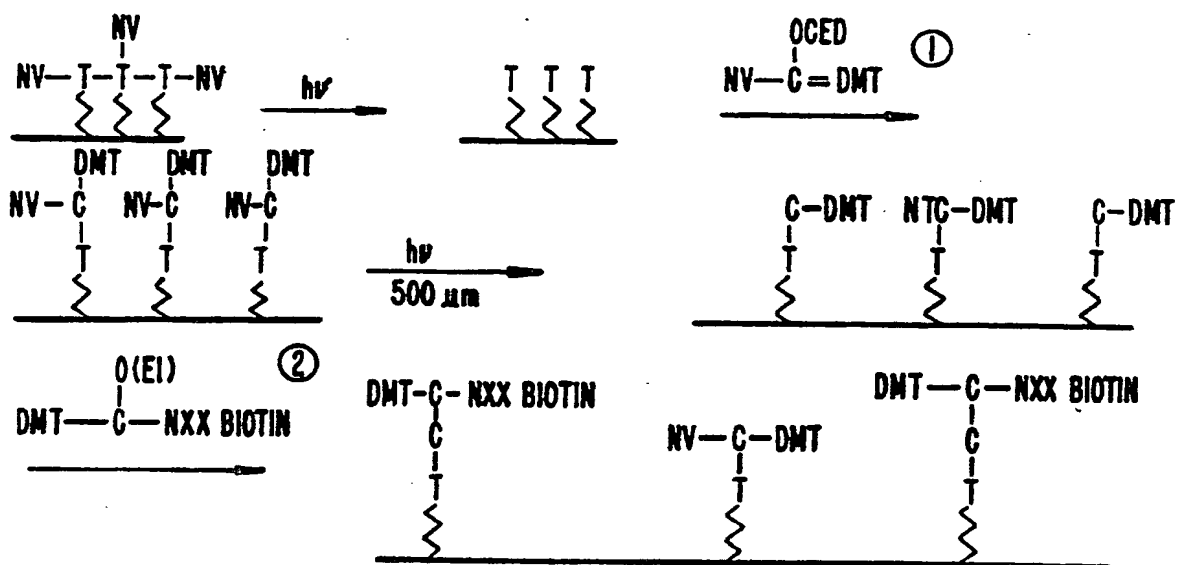 NV
NV—T—T—T—NV
hν
T T T
OCED
NV—C=DMT
①
DMT DMT DMT
NV—C NV—C NV—C
T T T
hν
500 µm
C—DMT NTC—DMT C—DMT
T T T
②
O(EI)
DMT—C—NXX BIOTIN
DMT—C—NXX BIOTIN
C
T
NV—C—DMT
T
DMT—C—NXX BIOTIN
C
T